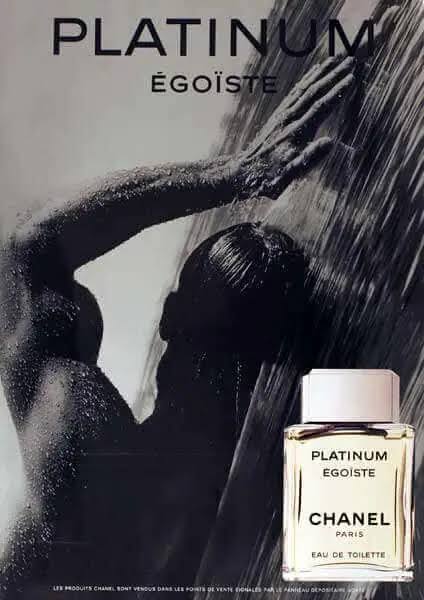 PLATINUM
ÉGOÏSTE
PLATINUM
ÉGOÏSTE
CHANEL
PARIS
EAU DE TOILETTE
LES PRODUITS CHANEL SONT VENDUS DANS LES POINTS DE VENTE SIGNALÉS PAR LE PANNEAU DÉPOSITAIRE